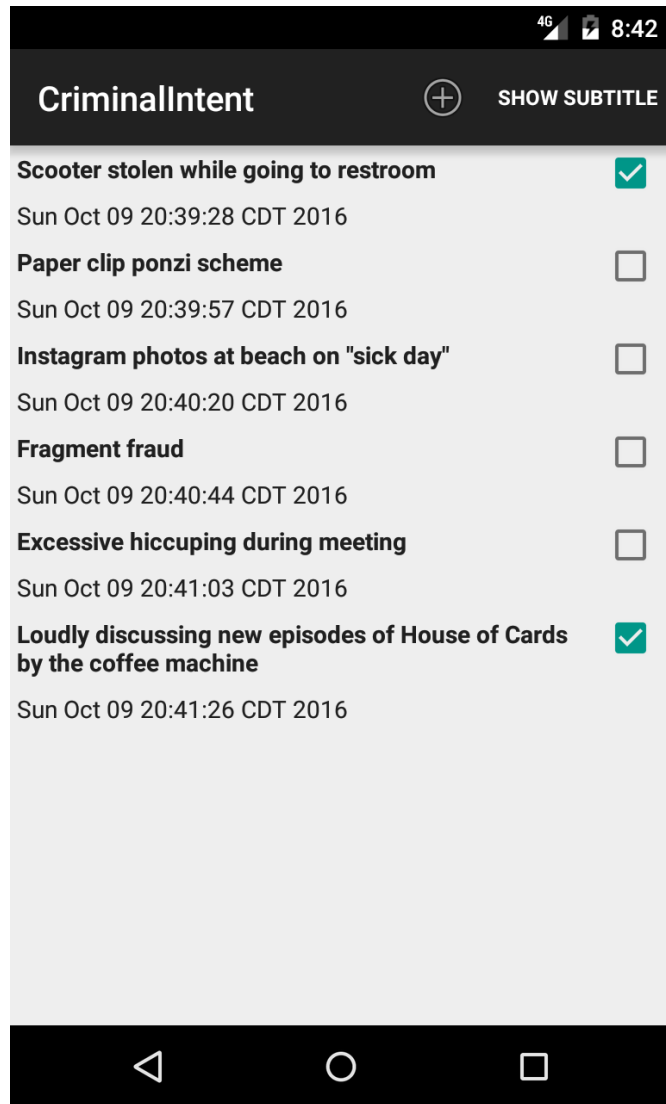 4G 8:42
CriminalIntent SHOW SUBTITLE
Scooter stolen while going to restroom
Sun Oct 09 20:39:28 CDT 2016
Paper clip ponzi scheme
Sun Oct 09 20:39:57 CDT 2016
Instagram photos at beach on "sick day"
Sun Oct 09 20:40:20 CDT 2016
Fragment fraud
Sun Oct 09 20:40:44 CDT 2016
Excessive hiccuping during meeting
Sun Oct 09 20:41:03 CDT 2016
Loudly discussing new episodes of House of Cards
by the coffee machine
Sun Oct 09 20:41:26 CDT 2016